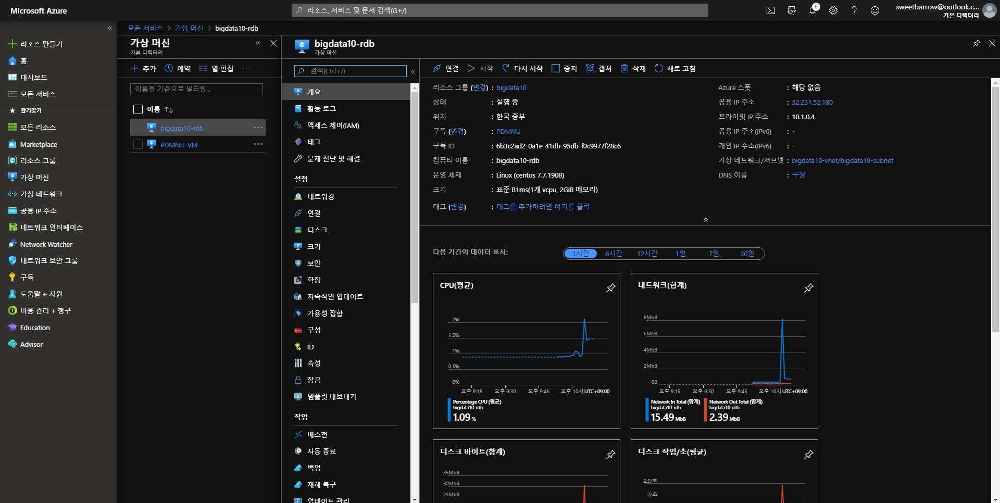 Microsoft Azure
리소스, 서비스 및 문서 검색(G+/)
6
sweetbarrow@outlook.c...
기본 디렉터리
«
리소스 만들기
홈
대시보드
모든 서비스
즐겨찾기
모든 리소스
Marketplace
리소스 그룹
가상 머신
가상 네트워크
공용 IP 주소
네트워크 인터페이스
Network Watcher
네트워크 보안 그룹
구독
도움말 + 지원
비용 관리 + 청구
Education
Advisor
모든 서비스 > 가상 머신 > bigdata10-rdb
가상 머신
기본 디렉터리
«
추가 예약 열 편집 ...
이름을 기준으로 필터링...
이름 ↑↓
bigdata10-rdb ...
PDMNU-VM ...
bigdata10-rdb
가상 머신
검색(Ctrl+/)
«
개요
활동 로그
액세스 제어(IAM)
태그
문제 진단 및 해결
설정
네트워킹
연결
디스크
크기
보안
확장
지속적인 업데이트
가용성 집합
구성
ID
속성
잠금
템플릿 내보내기
작업
베스천
자동 종료
백업
재해 복구
업데이트 관리
연결 시작 다시 시작 중지 캡처 삭제 새로 고침
리소스 그룹 (변경) : bigdata10
상태 : 실행 중
위치 : 한국 중부
구독 (변경) : PDMNU
구독 ID : 6b3c2ad2-0a1e-41db-95db-f0c9977f28c6
컴퓨터 이름 : bigdata10-rdb
운영 체제 : Linux (centos 7.7.1908)
크기 : 표준 B1ms(1개 vcpu, 2GiB 메모리)
태그 (변경) : 태그를 추가하려면 여기를 클릭
Azure 스폿 : 해당 없음
공용 IP 주소 : 52.231.52.180
프라이빗 IP 주소 : 10.1.0.4
공용 IP 주소(IPv6) : -
개인 IP 주소(IPv6) : -
가상 네트워크/서브넷 : bigdata10-vnet/bigdata10-subnet
DNS 이름 : 구성
다음 기간의 데이터 표시:
1시간 6시간 12시간 1일 7일 30일
CPU(평균)
2%
1.5%
1%
0.5%
0%
오후 9:15 오후 9:30 오후 9:45 오후 10시 UTC+09:00
Percentage CPU (평균)
bigdata10-rdb
1.09 %
네트워크(합계)
8MbB
6MbB
4MbB
2MbB
0B
오후 9:15 오후 9:30 오후 9:45 오후 10시 UTC+09:00
Network In Total (합계)
bigdata10-rdb
15.49 MbB
Network Out Total (합계)
bigdata10-rdb
2.39 MbB
디스크 바이트(합계)
35MbB
30MbB
25MbB
디스크 작업/초(평균)
2.5/초
2/초